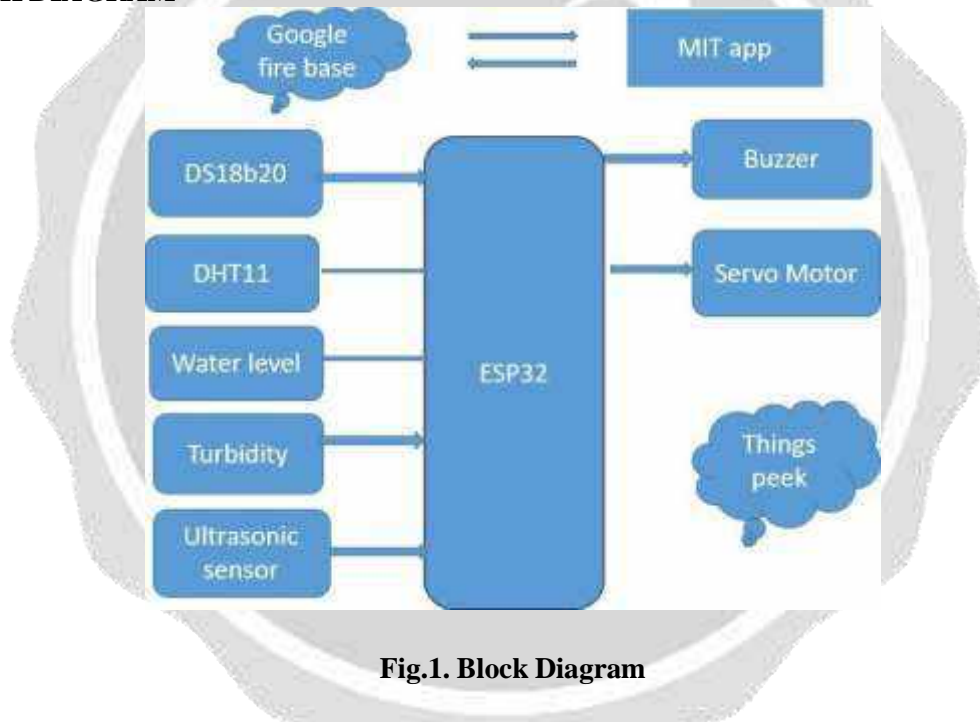 Google
fire base
MIT app
DS18b20
Buzzer
DHT11
Servo Motor
Water level
ESP32
Turbidity
Things
peek
Ultrasonic
sensor
Fig.1. Block Diagram